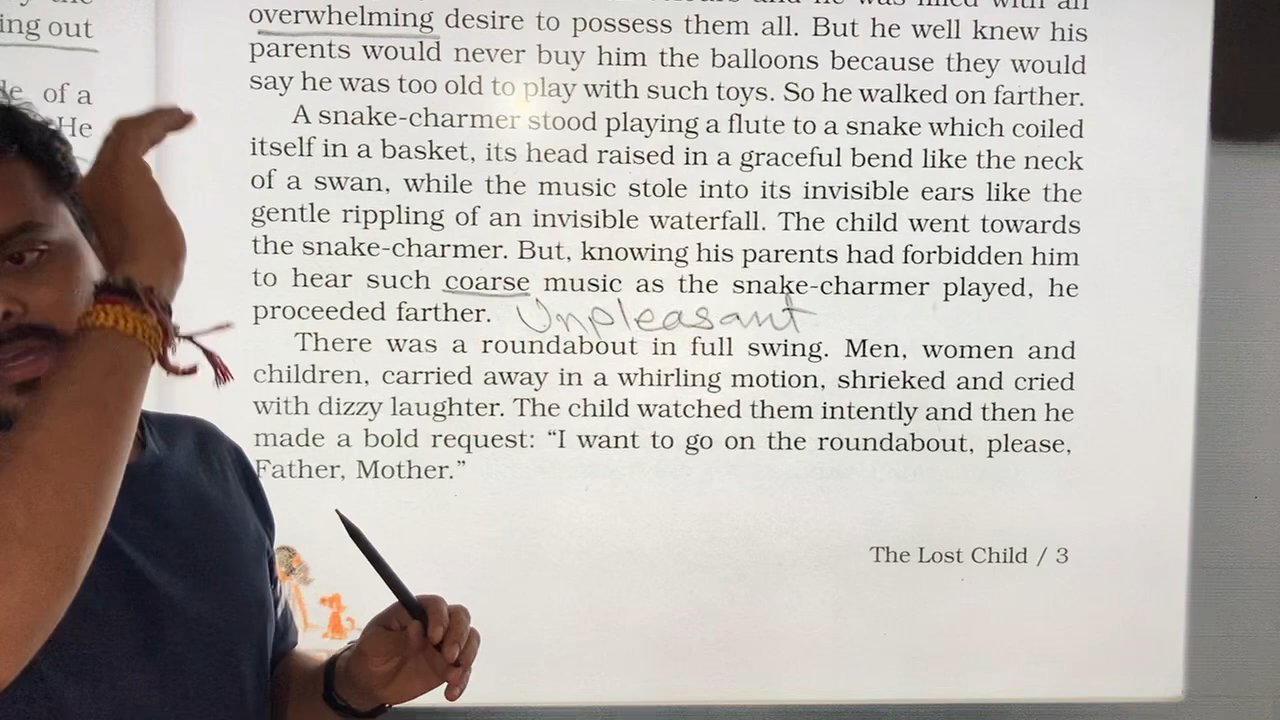 ing out
of a
He
overwhelming desire to possess them all. But he well knew his
parents would never buy him the balloons because they would
say he was too old to play with such toys. So he walked on farther.
A snake-charmer stood playing a flute to a snake which coiled
itself in a basket, its head raised in a graceful bend like the neck
of a swan, while the music stole into its invisible ears like the
gentle rippling of an invisible waterfall. The child went towards
the snake-charmer. But, knowing his parents had forbidden him
to hear such coarse music as the snake-charmer played, he
proceeded farther. Unpleasant
There was a roundabout in full swing. Men, women and
children, carried away in a whirling motion, shrieked and cried
with dizzy laughter. The child watched them intently and then he
made a bold request: “I want to go on the roundabout, please,
Father, Mother.”
The Lost Child / 3